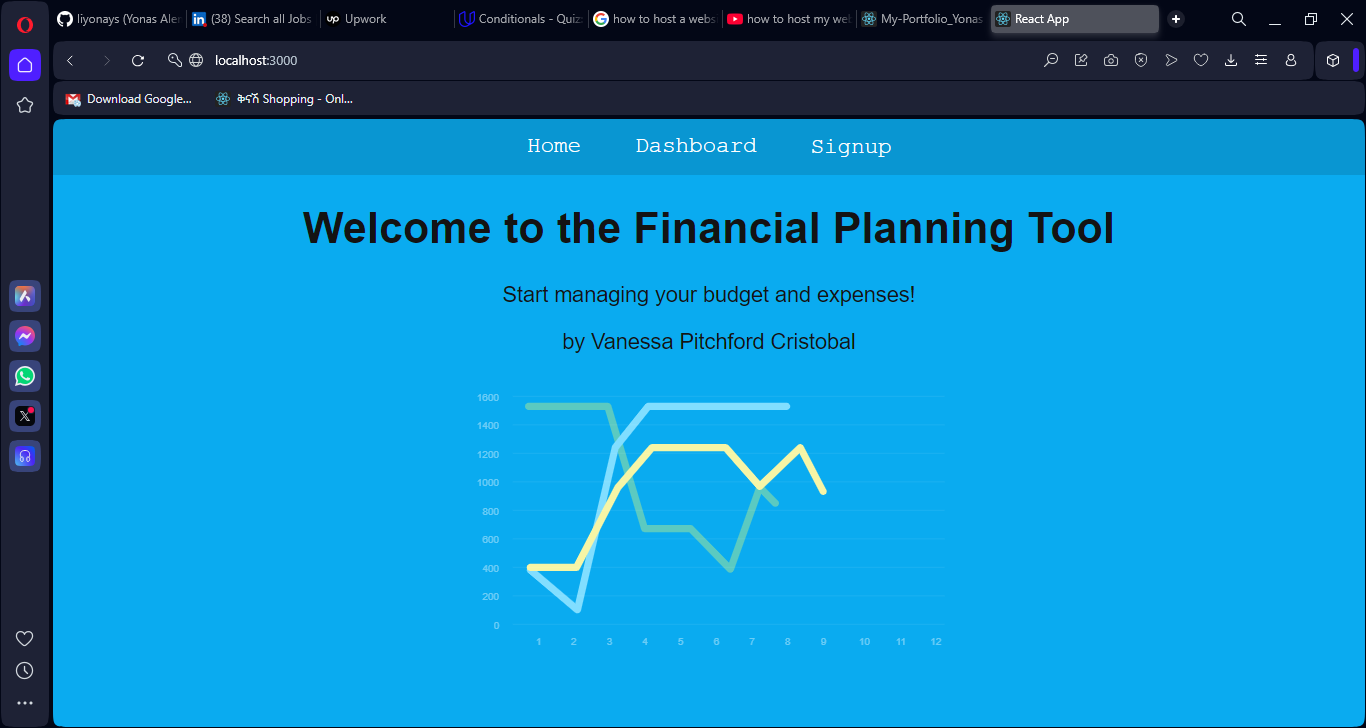 liyonays (Yonas Aler
(38) Search all Jobs
up Upwork
Conditionals - Quiz:
how to host a webs
how to host my wel
My-Portfolio_Yonas
React App
localhost:3000
Download Google...
ቅናሽ Shopping - Onl...
Home
Dashboard
Signup
Welcome to the Financial Planning Tool
Start managing your budget and expenses!
by Vanessa Pitchford Cristobal
1600
1400
1200
1000
800
600
400
200
0
1 2 3 4 5 6 7 8 9 10 11 12